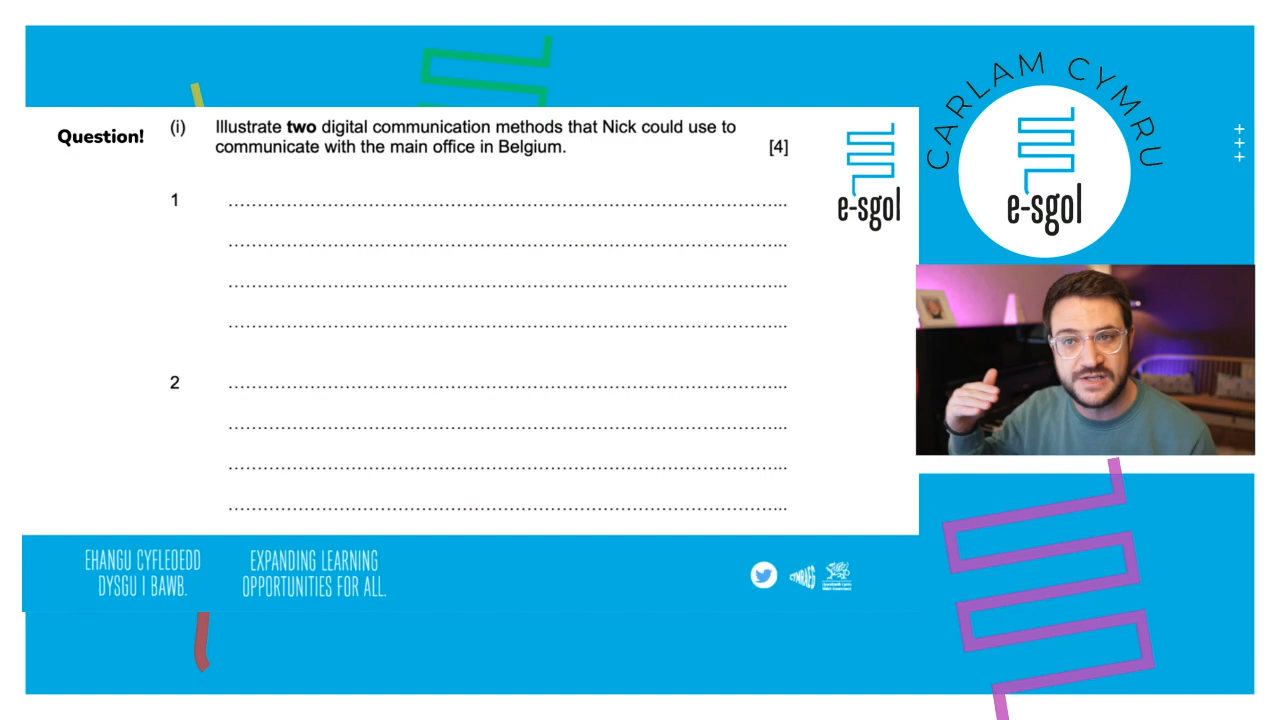 CARLAM CYMRU
e-sgol
+++
Question!
(i) Illustrate two digital communication methods that Nick could use to
communicate with the main office in Belgium. [4]
e-sgol
1 ...............................................................................................
...............................................................................................
...............................................................................................
...............................................................................................
2 ...............................................................................................
...............................................................................................
...............................................................................................
...............................................................................................
EHANGU CYFLEOEDD
DYSGU I BAWB.
EXPANDING LEARNING
OPPORTUNITIES FOR ALL.
CYMRAEG